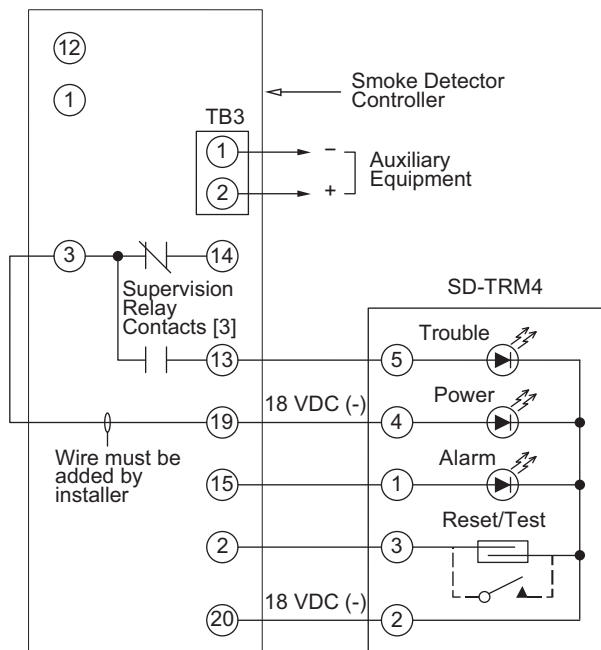 12
1
Smoke Detector
Controller
TB3
1
−
2
+
Auxiliary
Equipment
3
14
Supervision
Relay
Contacts [3]
13
SD-TRM4
Trouble
5
19
18 VDC (-)
4
Power
Wire must be
added by
installer
15
1
Alarm
2
3
Reset/Test
20
18 VDC (-)
2